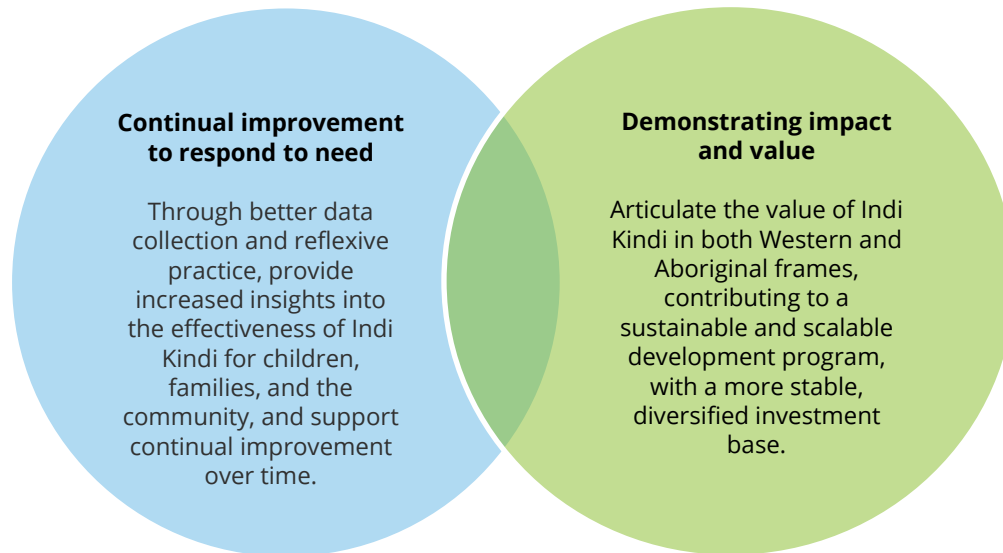 Continual improvement
to respond to need
Through better data
collection and reflexive
practice, provide
increased insights into
the effectiveness of Indi
Kindi for children,
families, and the
community, and support
continual improvement
over time.
Demonstrating impact
and value
Articulate the value of Indi
Kindi in both Western and
Aboriginal frames,
contributing to a
sustainable and scalable
development program,
with a more stable,
diversified investment
base.